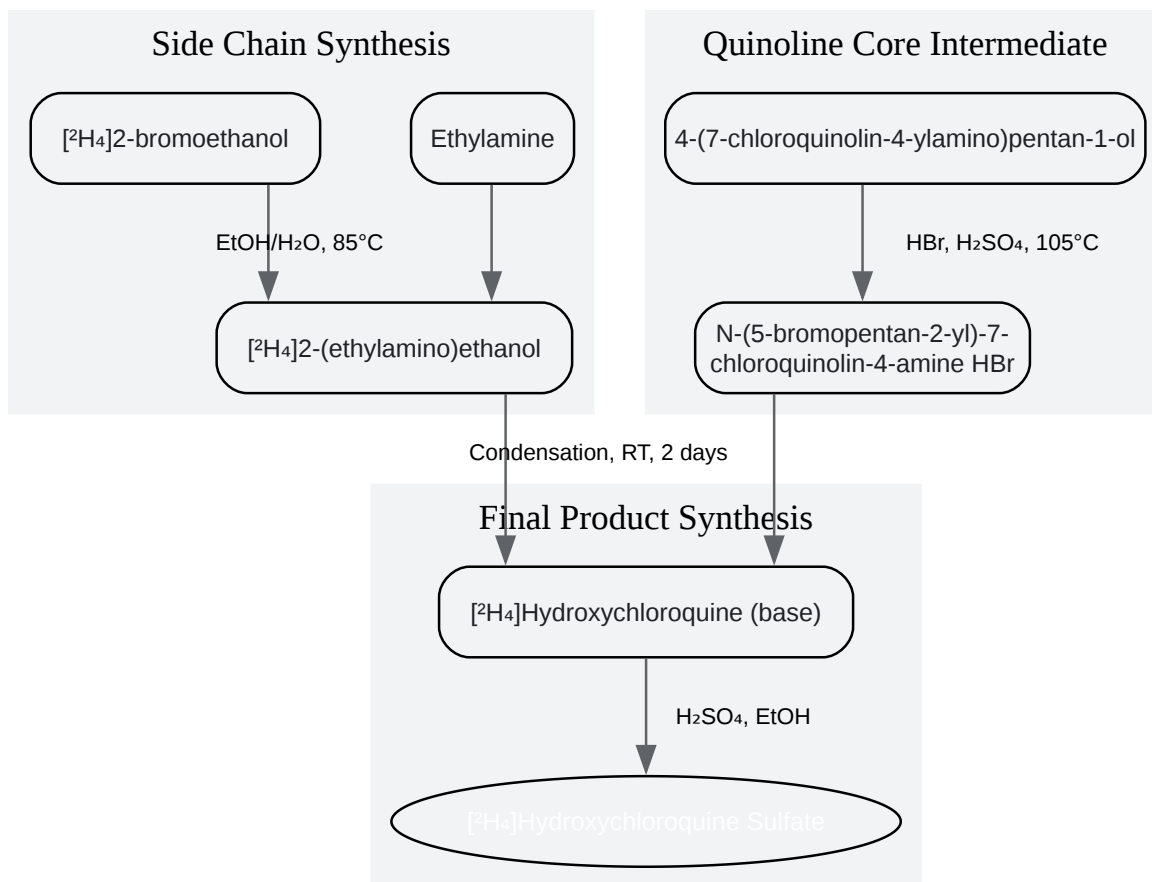 Side Chain Synthesis
Quinoline Core Intermediate
[²H₄]2-bromoethanol
Ethylamine
4-(7-chloroquinolin-4-ylamino)pentan-1-ol
EtOH/H₂O, 85°C
HBr, H₂SO₄, 105°C
[²H₄]2-(ethylamino)ethanol
N-(5-bromopentan-2-yl)-7-
chloroquinolin-4-amine HBr
Condensation, RT, 2 days
Final Product Synthesis
[²H₄]Hydroxychloroquine (base)
H₂SO₄, EtOH
[²H₄]Hydroxychloroquine Sulfate